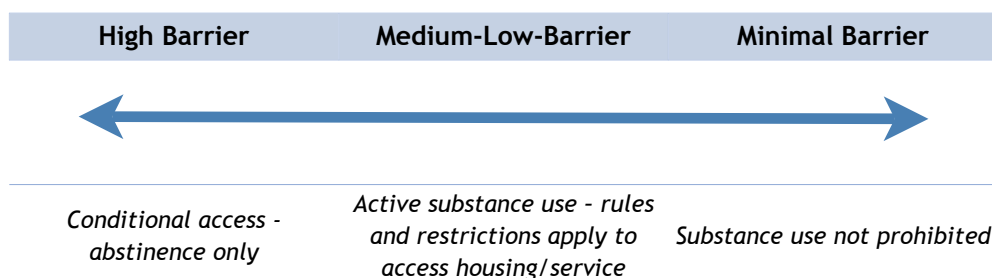 High Barrier
Medium-Low-Barrier
Minimal Barrier
Conditional access -
abstinence only
Active substance use – rules
and restrictions apply to
access housing/service
Substance use not prohibited